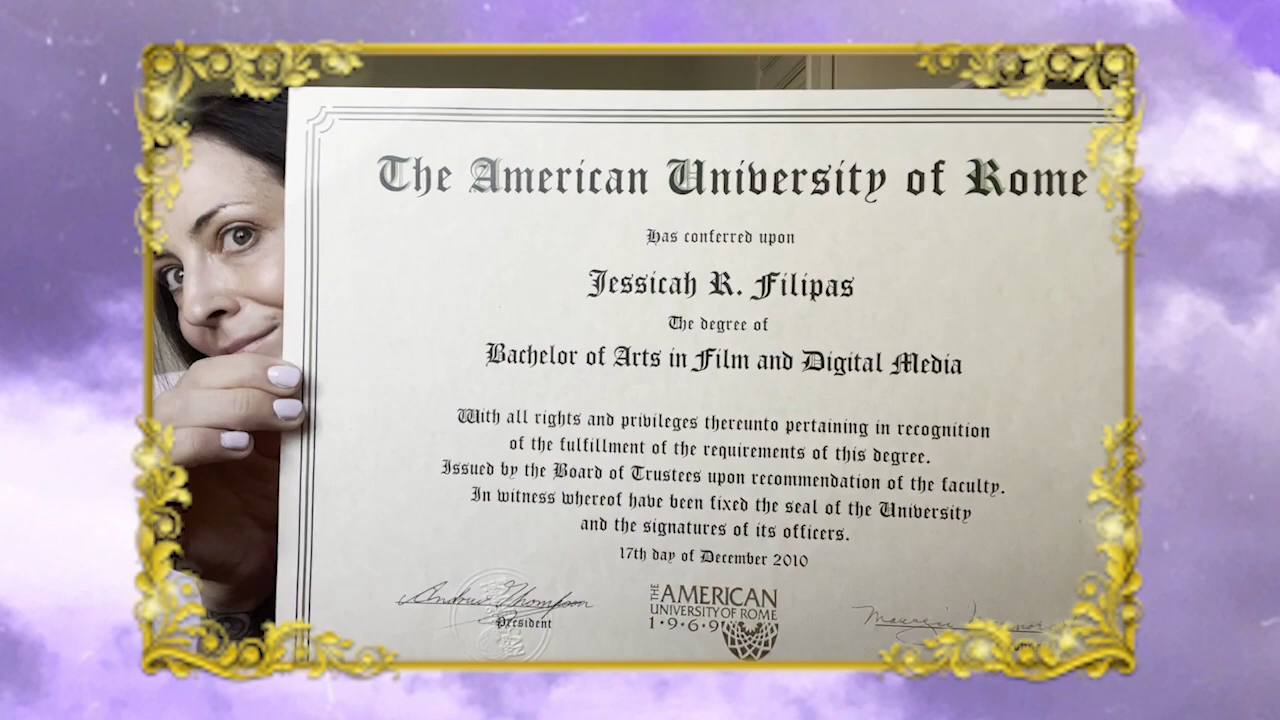 The American University of Rome
Has conferred upon
Jessicah R. Filipas
The degree of
Bachelor of Arts in Film and Digital Media
With all rights and privileges thereunto pertaining in recognition
of the fulfillment of the requirements of this degree.
Issued by the Board of Trustees upon recommendation of the faculty.
In witness whereof have been fixed the seal of the University
and the signatures of its officers.
17th day of December 2010
Andrew Thompson
President
THE AMERICAN
UNIVERSITY OF ROME
1·9·6·9